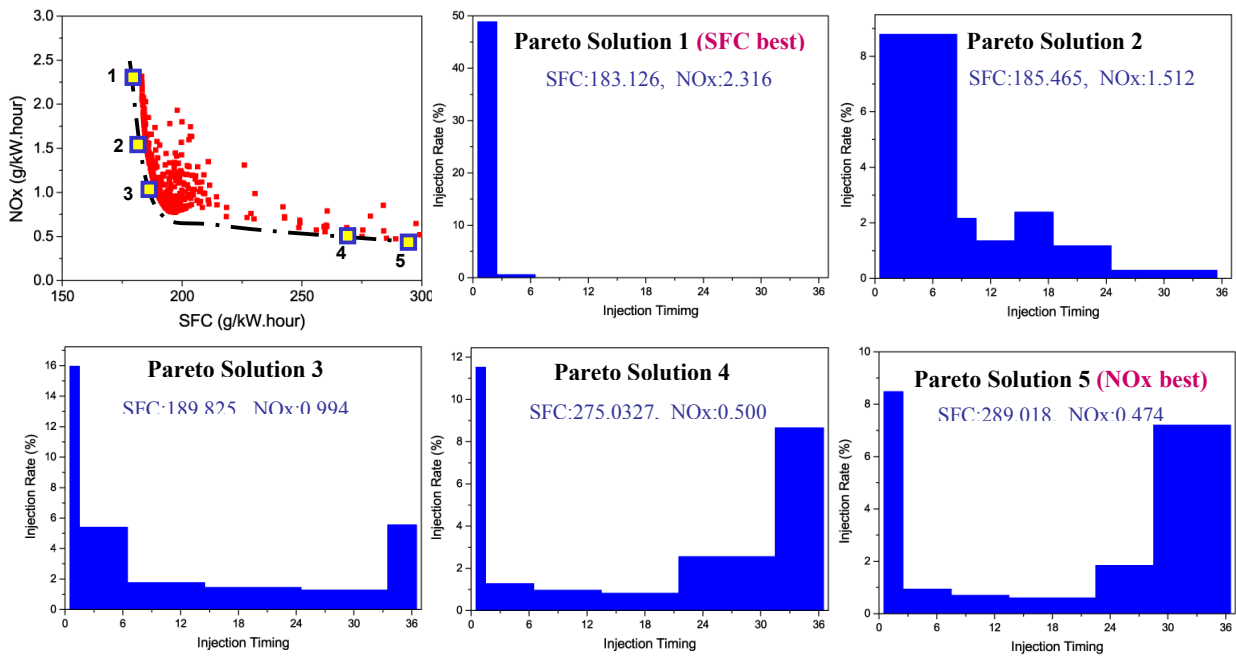 3.0
2.5
2.0
1.5
1.0
0.5
0.0
NOx (g/kW.hour)
1
2
3
4
5
150 200 250 300
SFC (g/kW.hour)
Pareto Solution 1 (SFC best)
SFC:183.126, NOx:2.316
50
40
30
20
10
0
Injection Rate (%)
0 6 12 18 24 30 36
Injection Timimg
Pareto Solution 2
SFC:185.465, NOx:1.512
8
6
4
2
0
Injection Rate (%)
0 6 12 18 24 30 36
Injection Timing
Pareto Solution 3
SFC:189.825, NOx:0.994
16
14
12
10
8
6
4
2
0
Injection Rate (%)
0 6 12 18 24 30 36
Injection Timing
Pareto Solution 4
SFC:275.0327, NOx:0.500
12
10
8
6
4
2
0
Injection Rate (%)
0 6 12 18 24 30 36
Injection Timing
Pareto Solution 5 (NOx best)
SFC:289.018, NOx:0.474
10
8
6
4
2
0
Injection Rate (%)
0 6 12 18 24 30 36
Injection Timing